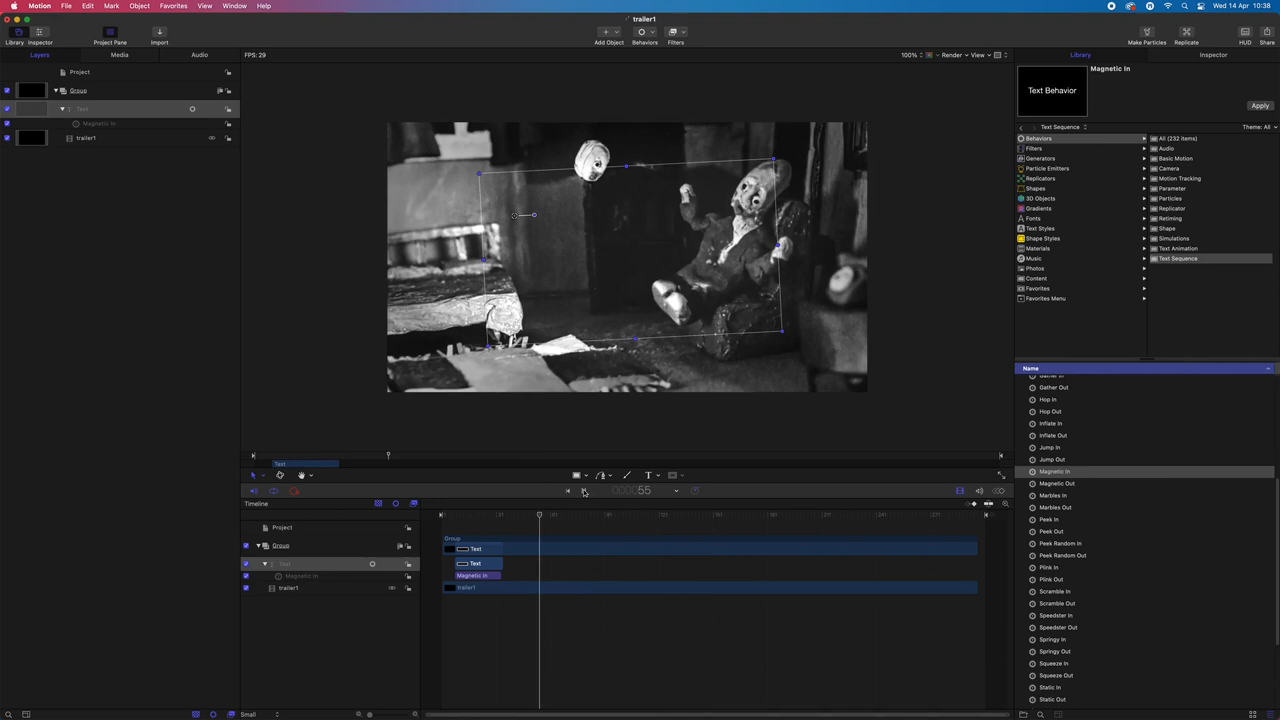 Motion File Edit Mark Object Favorites View Window Help
Wed 14 Apr 10:38
trailer1
Library Inspector Project Pane Import Add Object Behaviors Filters Make Particles Replicate HUD Share
Layers Media Audio FPS: 29 100% Render View Library Inspector
Project
Group
Text
Magnetic In
trailer1
Magnetic In
Text Behavior
Apply
Text Sequence Theme: All
Behaviors
Filters
Generators
Particle Emitters
Replicators
Shapes
3D Objects
Gradients
Fonts
Text Styles
Shape Styles
Materials
Music
Photos
Content
Favorites
Favorites Menu
All (232 items)
Audio
Basic Motion
Camera
Motion Tracking
Parameter
Particles
Replicator
Retiming
Shape
Simulations
Text Animation
Text Sequence
Name
Gather In
Gather Out
Hop In
Hop Out
Inflate In
Inflate Out
Jump In
Jump Out
Magnetic In
Magnetic Out
Marbles In
Marbles Out
Peek In
Peek Out
Peek Random In
Peek Random Out
Plink In
Plink Out
Scramble In
Scramble Out
Speedster In
Speedster Out
Springy In
Springy Out
Squeeze In
Squeeze Out
Static In
Static Out
Text
T
000055
Timeline
Project
Group
Text
Magnetic In
trailer1
Group
Text
Text
Magnetic In
trailer1
Small